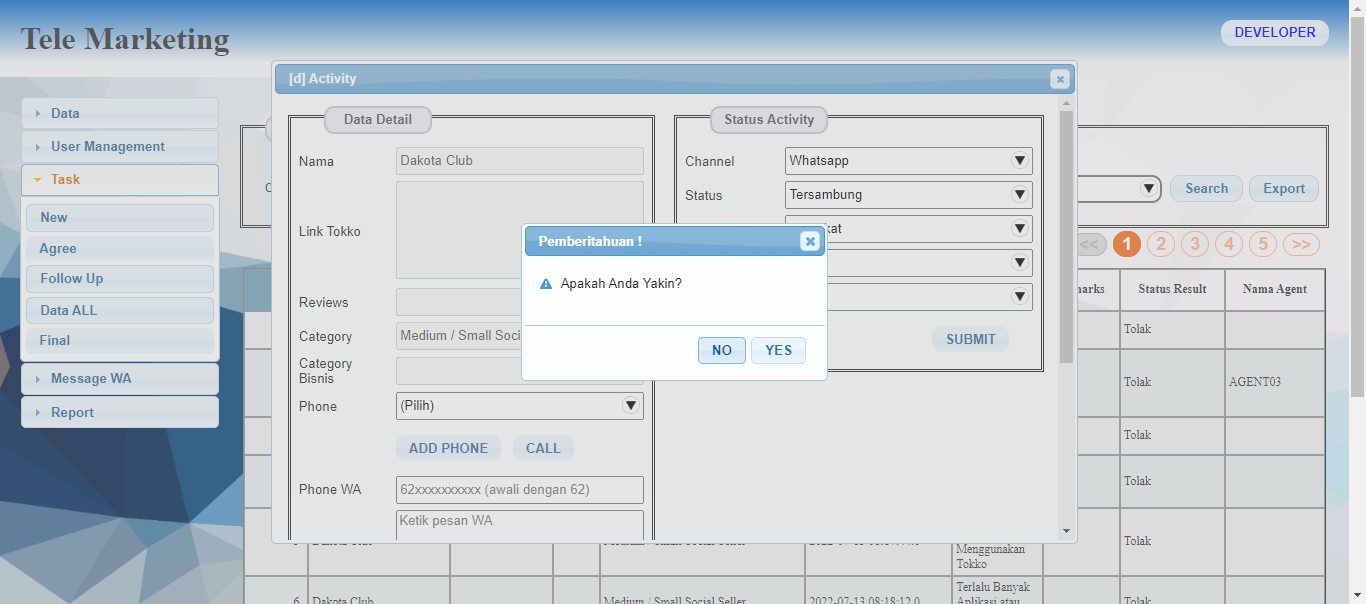 Tele Marketing
DEVELOPER
Data
User Management
Task
New
Agree
Follow Up
Data ALL
Final
Message WA
Report
[d] Activity
Data Detail
Nama
Dakota Club
Link Tokko
Reviews
Category
Medium / Small Soci
Category
Bisnis
Phone
(Pilih)
ADD PHONE
CALL
Phone WA
62xxxxxxxxxx (awali dengan 62)
Ketik pesan WA
Status Activity
Channel
Whatsapp
Status
Tersambung
kat
SUBMIT
Pemberitahuan !
Apakah Anda Yakin?
NO
YES
Search
Export
<<
1
2
3
4
5
>>
marks
Status Result
Nama Agent
Tolak
Tolak
AGENT03
Tolak
Tolak
Menggunakan
Tokko
Tolak
6
Dakota Club
Medium / Small Social Seller
2022-07-13 08:18:12.0
Terlalu Banyak
Aplikasi atau
Tolak